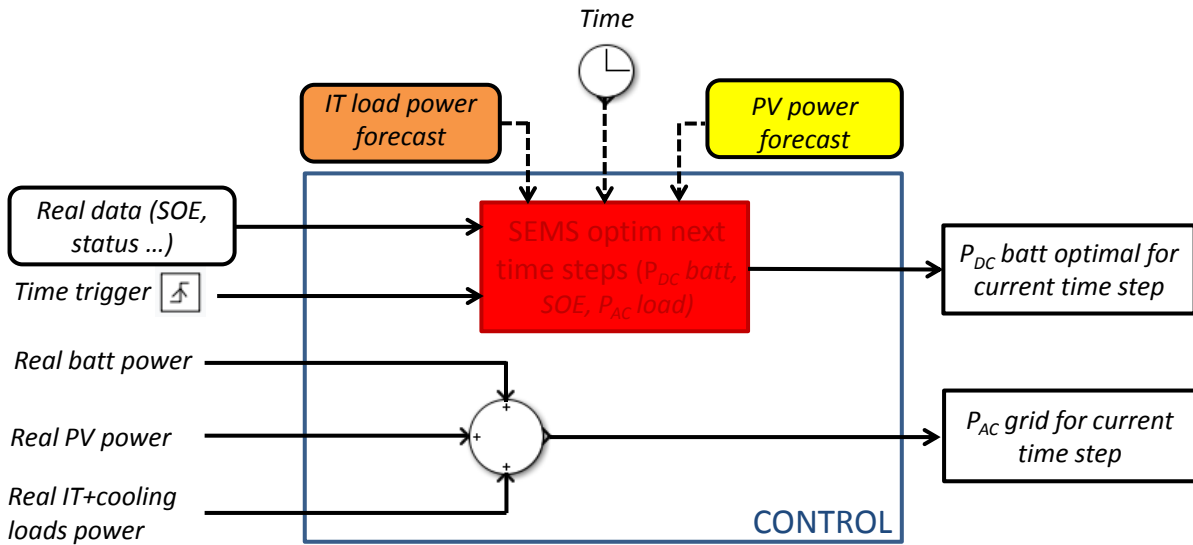 Time
IT load power
forecast
PV power
forecast
Real data (SOE,
status ...)
Time trigger
SEMS optim next
time steps (PDC batt,
SOE, PAC load)
PDC batt optimal for
current time step
Real batt power
+
Real PV power
+
+
PAC grid for current
time step
Real IT+cooling
loads power
CONTROL